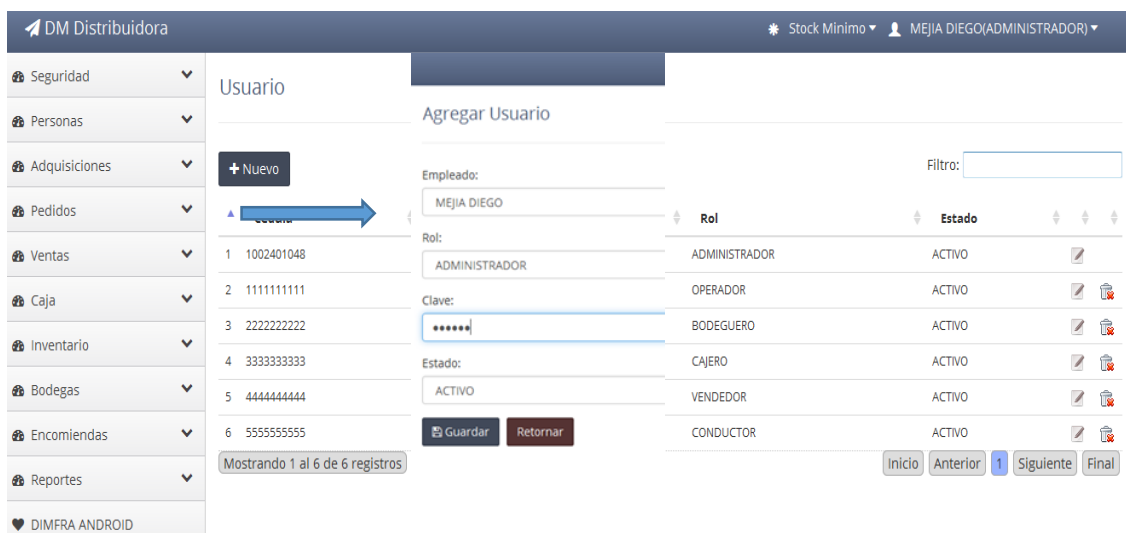 DM Distribuidora
Stock Minimo MEJIA DIEGO(ADMINISTRADOR)
Seguridad
Personas
Adquisiciones
Pedidos
Ventas
Caja
Inventario
Bodegas
Encomiendas
Reportes
DIMFRA ANDROID
Usuario
+ Nuevo
Filtro:
Rol Estado
1 1002401048 ADMINISTRADOR ACTIVO
2 1111111111 OPERADOR ACTIVO
3 2222222222 BODEGUERO ACTIVO
4 3333333333 CAJERO ACTIVO
5 4444444444 VENDEDOR ACTIVO
6 5555555555 CONDUCTOR ACTIVO
Mostrando 1 al 6 de 6 registros
Inicio Anterior 1 Siguiente Final
Agregar Usuario
Empleado:
MEJIA DIEGO
Rol:
ADMINISTRADOR
Clave:
••••••
Estado:
ACTIVO
Guardar Retornar